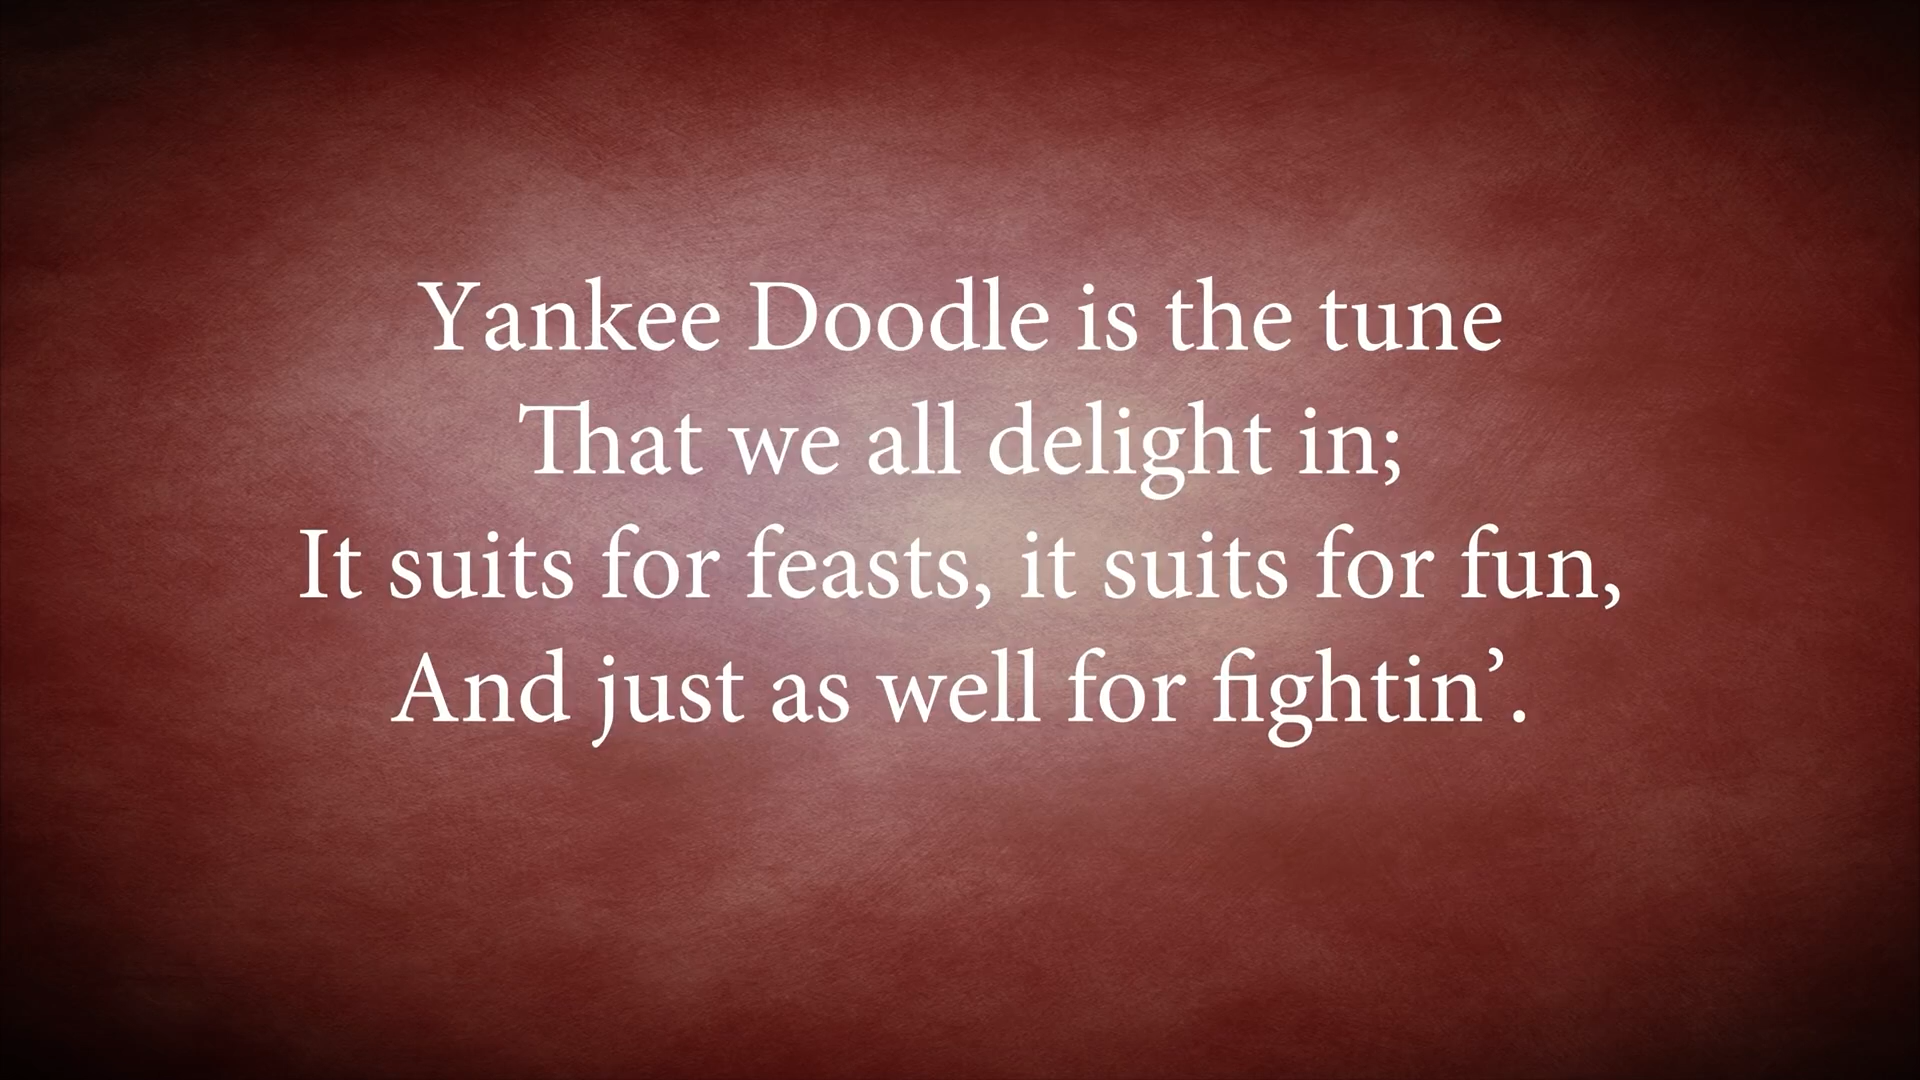 Yankee Doodle is the tune
That we all delight in;
It suits for feasts, it suits for fun,
And just as well for fightin’.